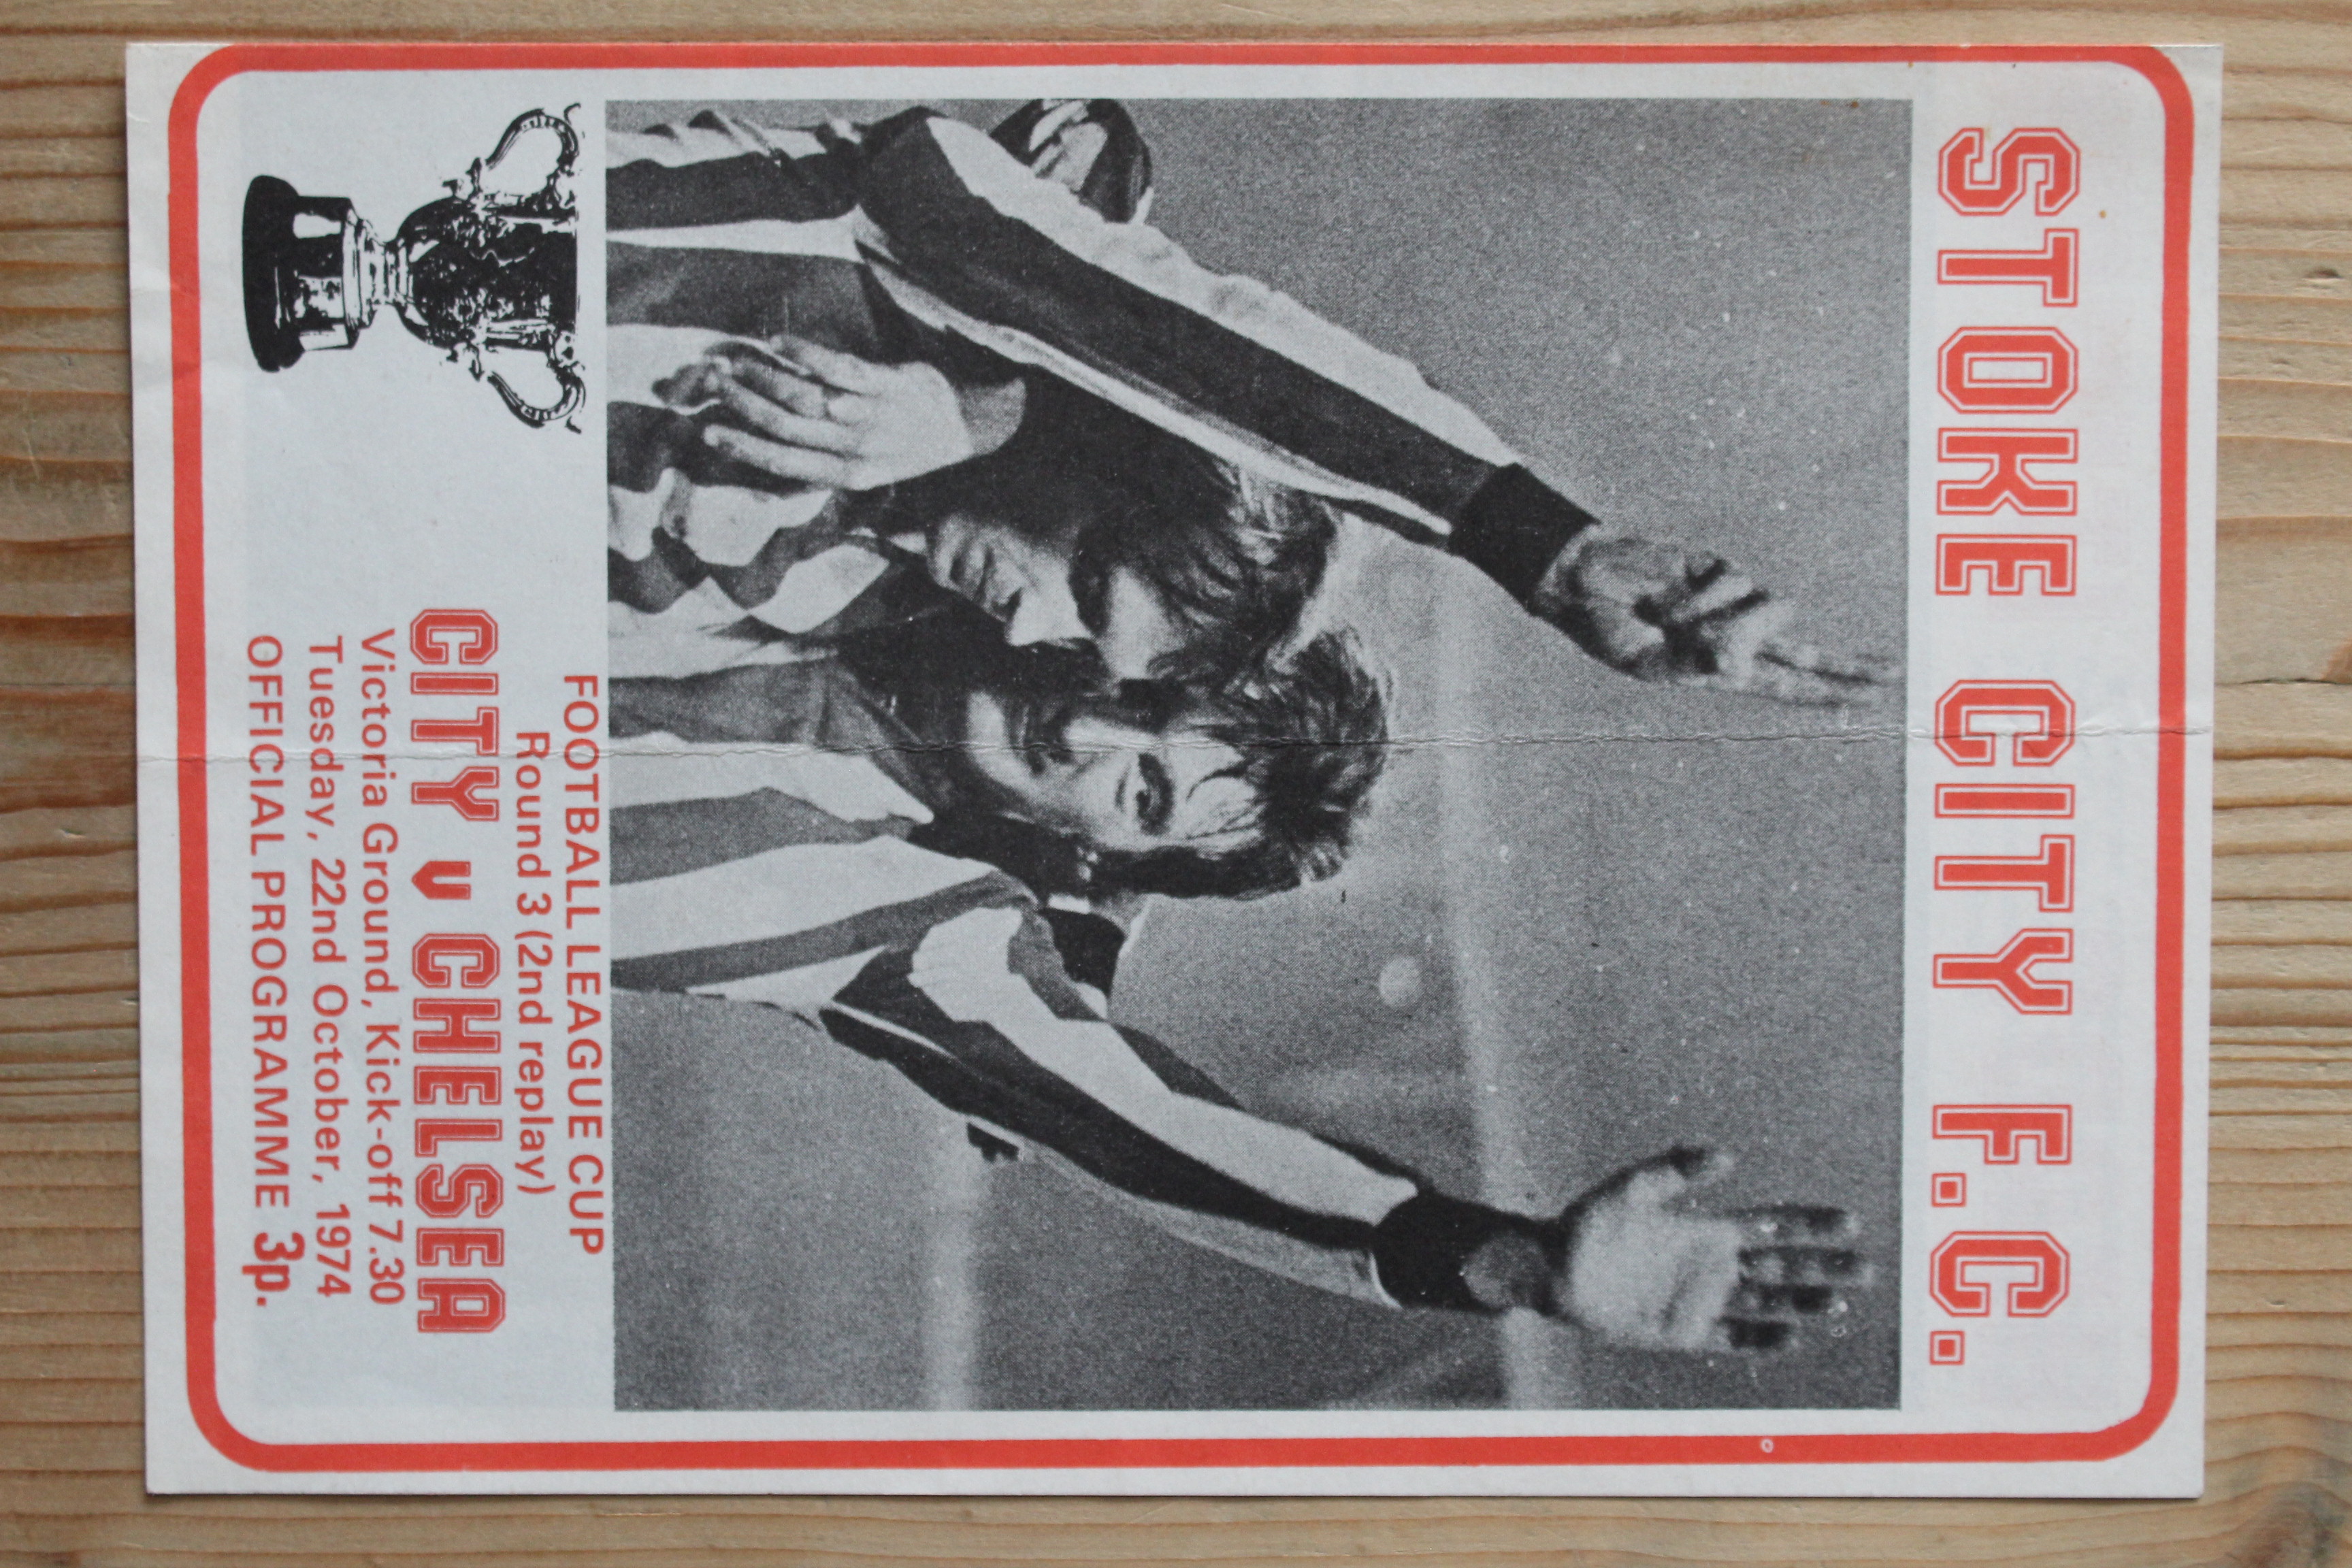 STOKE CITY F.C.
FOOTBALL LEAGUE CUP
Round 3 (2nd replay)
CITY v CHELSEA
Victoria Ground, Kick-off 7.30
Tuesday, 22nd October, 1974
OFFICIAL PROGRAMME 3p.